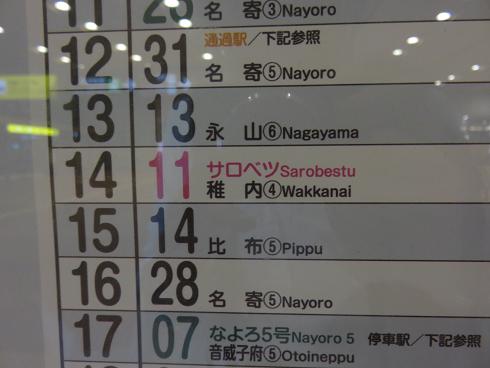 11 28 名寄③Nayoro
通過駅/下記参照
12 31 名寄⑤Nayoro
13 13 永山⑥Nagayama
14 11 サロベツSarobestu
稚内④Wakkanai
15 14 比布⑤Pippu
16 28 名寄⑤Nayoro
17 07 なよろ5号Nayoro 5 停車駅/下記参照
音威子府⑤Otoineppu